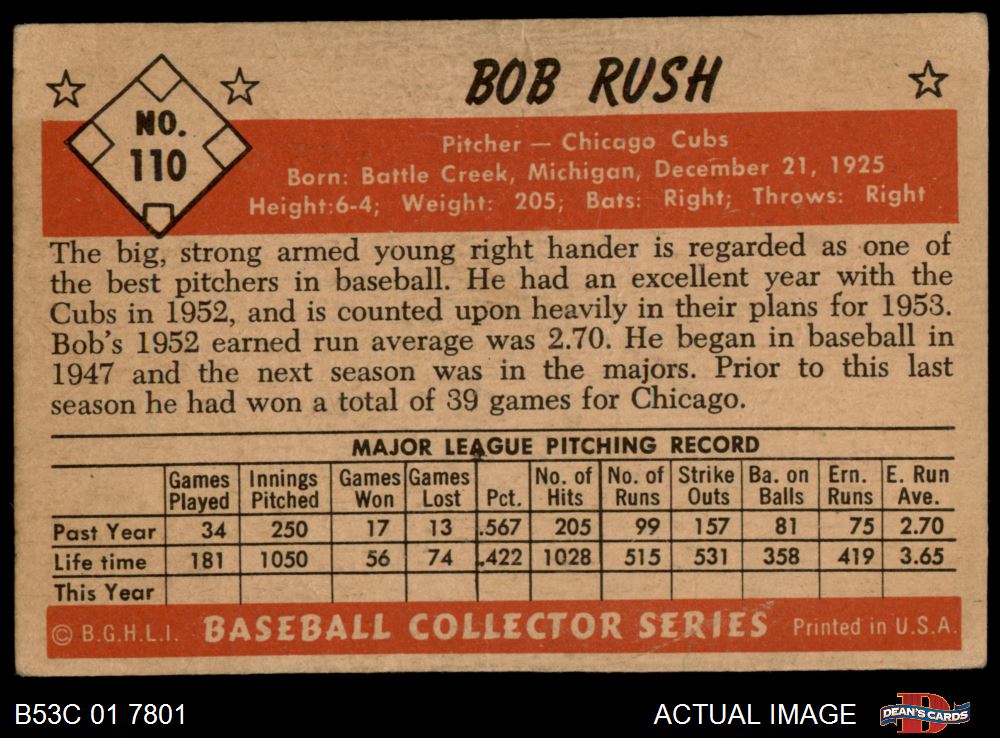 BOB RUSH
NO.
110
Pitcher — Chicago Cubs
Born: Battle Creek, Michigan, December 21, 1925
Height:6-4; Weight: 205; Bats: Right; Throws: Right
The big, strong armed young right hander is regarded as one of
the best pitchers in baseball. He had an excellent year with the
Cubs in 1952, and is counted upon heavily in their plans for 1953.
Bob's 1952 earned run average was 2.70. He began in baseball in
1947 and the next season was in the majors. Prior to this last
season he had won a total of 39 games for Chicago.
MAJOR LEAGUE PITCHING RECORD
Games Innings Games Games No. of No. of Strike Ba. on Ern. E. Run
Played Pitched Won Lost Pct. Hits Runs Outs Balls Runs Ave.
Past Year 34 250 17 13 .567 205 99 157 81 75 2.70
Life time 181 1050 56 74 .422 1028 515 531 358 419 3.65
This Year
© B.G.H.L.I. BASEBALL COLLECTOR SERIES Printed in U.S.A.
B53C 01 7801 ACTUAL IMAGE DEAN'S CARDS